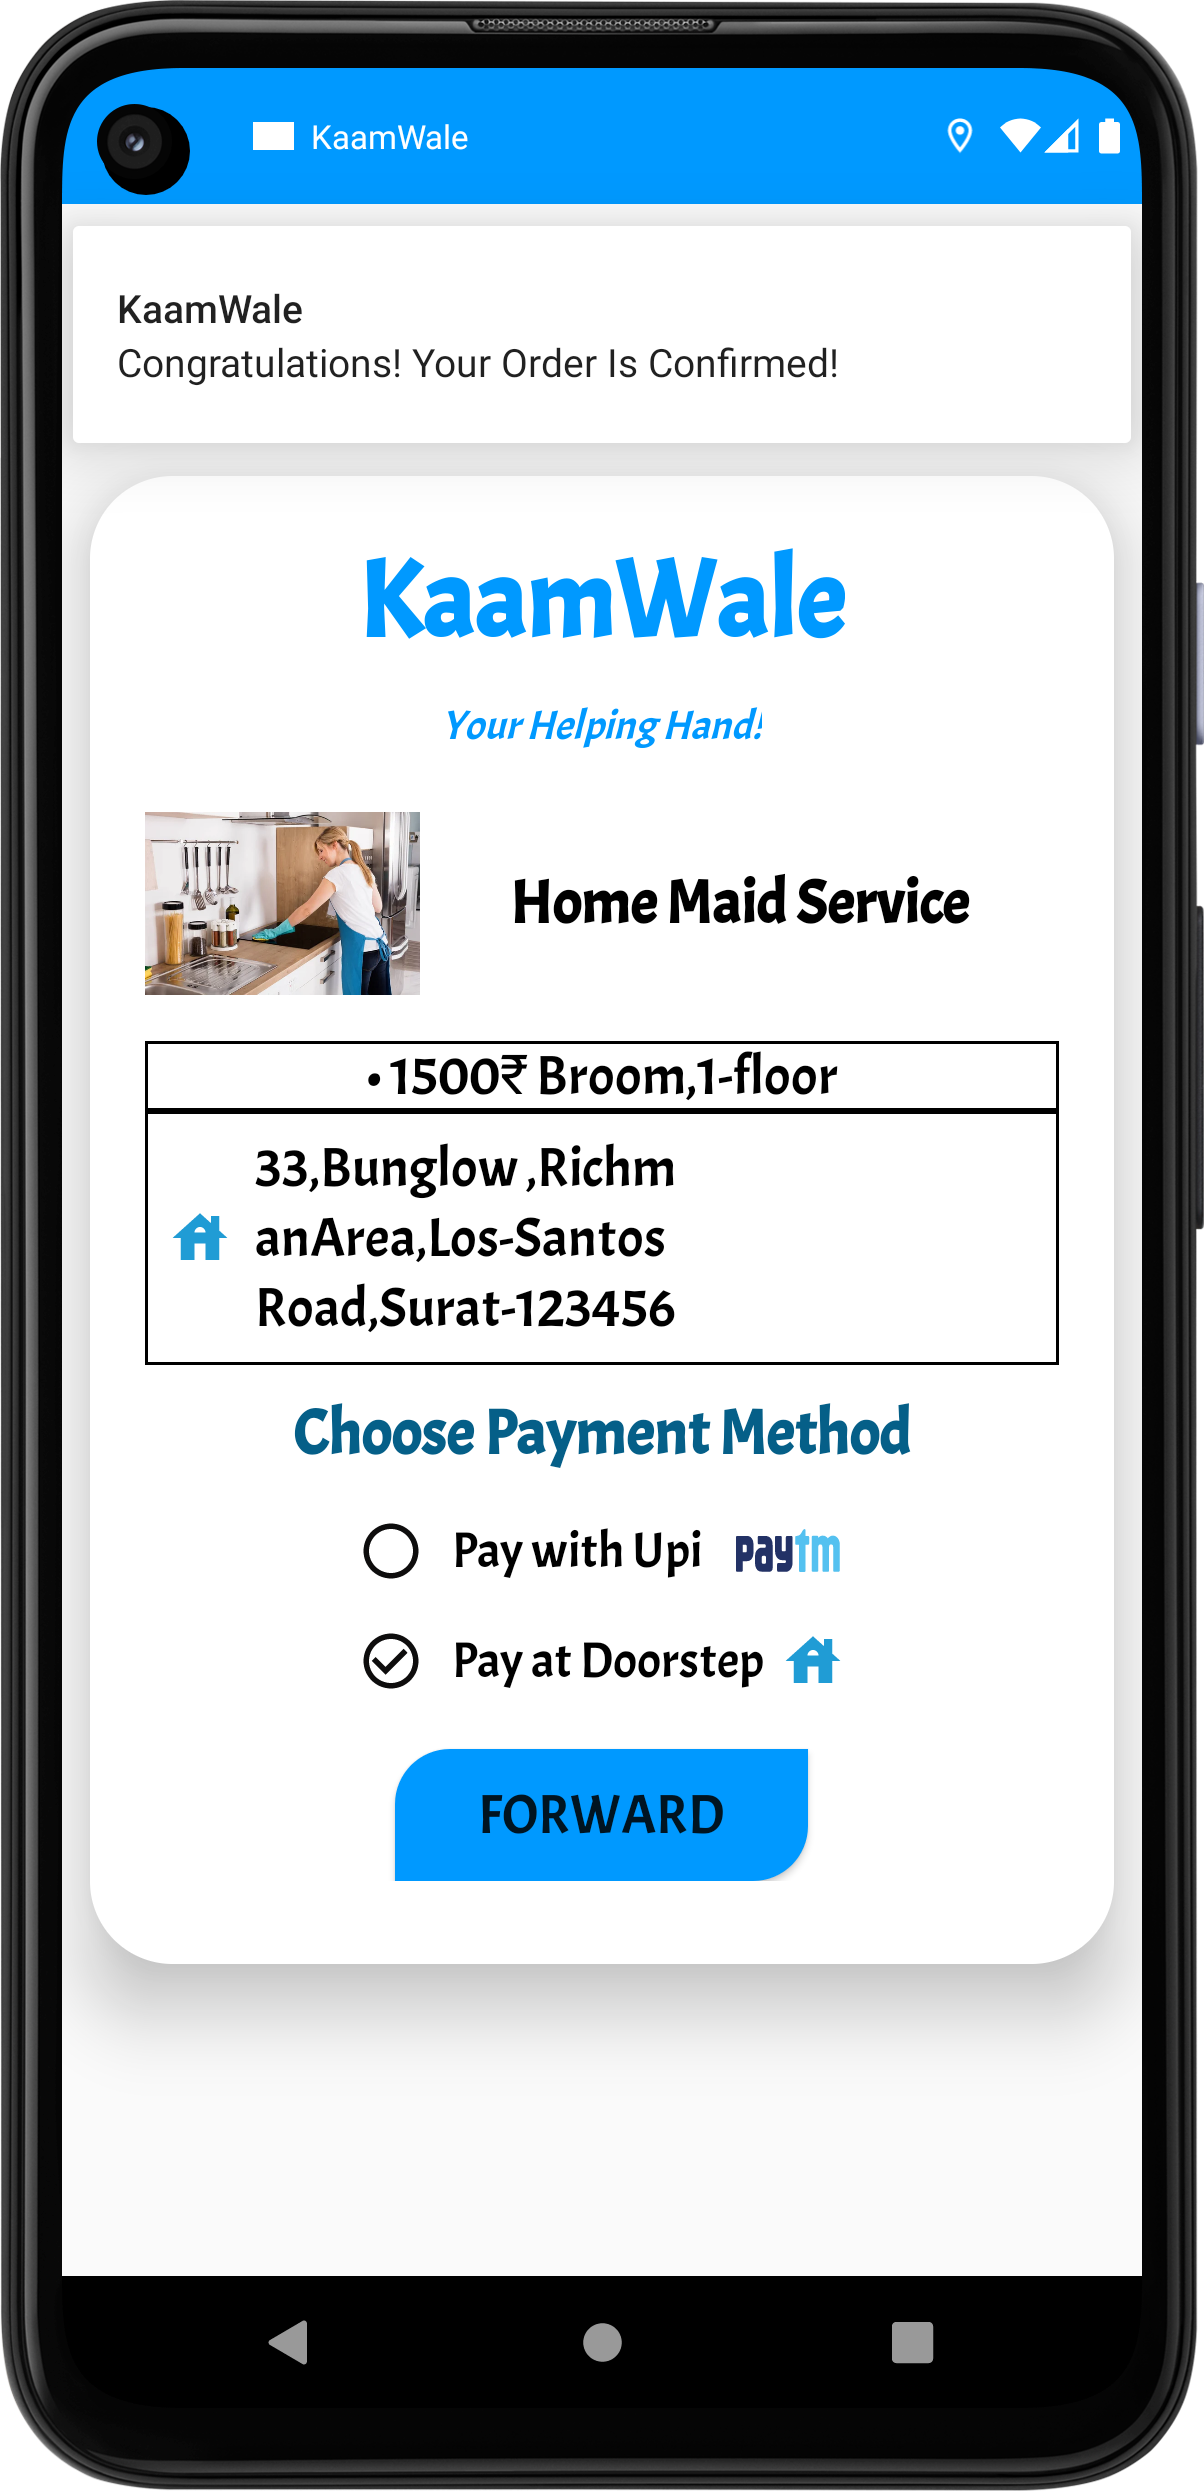 KaamWale
KaamWale
Congratulations! Your Order Is Confirmed!
KaamWale
Your Helping Hand!
Home Maid Service
• 1500₹ Broom,1-floor
33,Bunglow ,Richm
anArea,Los-Santos
Road,Surat-123456
Choose Payment Method
Pay with Upi paytm
Pay at Doorstep
FORWARD